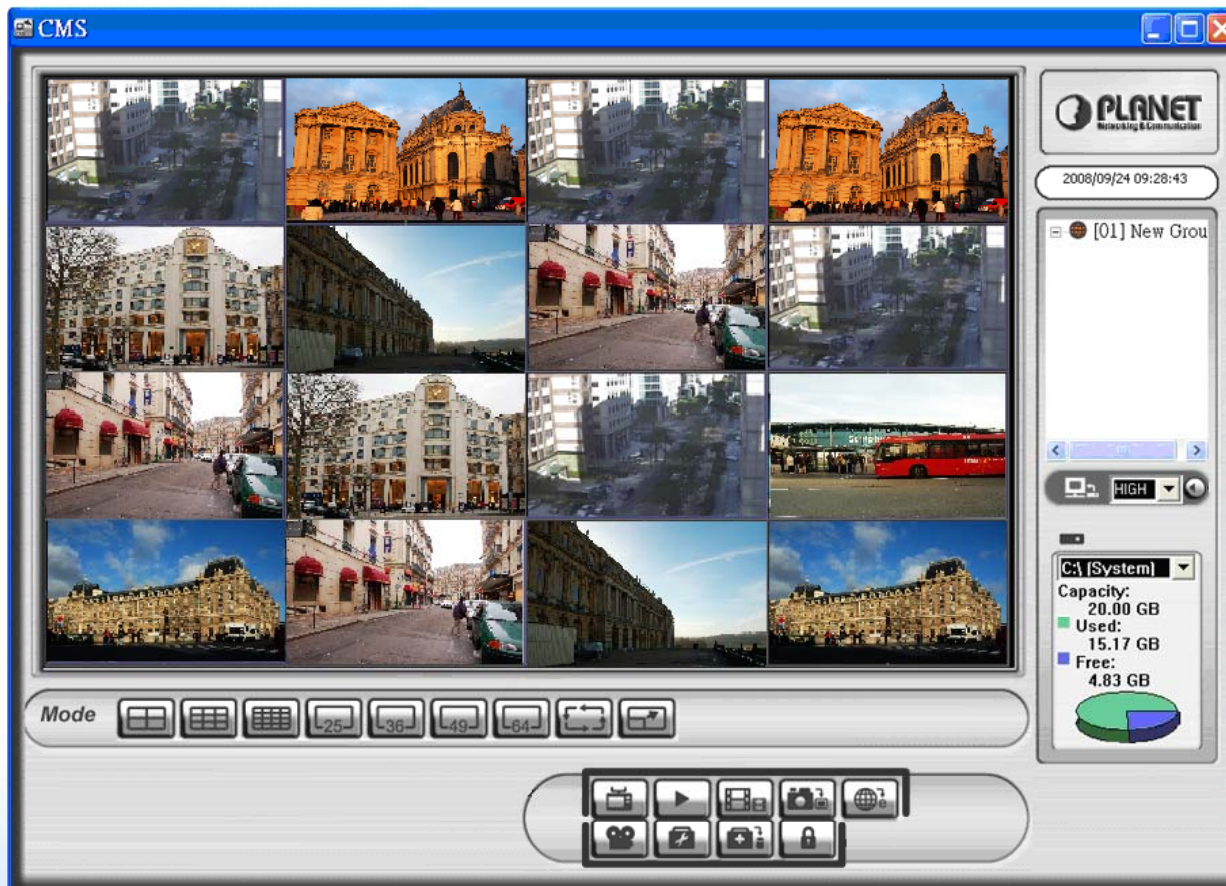 CMS
PLANET
Networking & Communication
2008/09/24 09:28:43
[01] New Grou
HIGH
C:\ (System)
Capacity:
20.00 GB
Used:
15.17 GB
Free:
4.83 GB
Mode
25
36
49
64